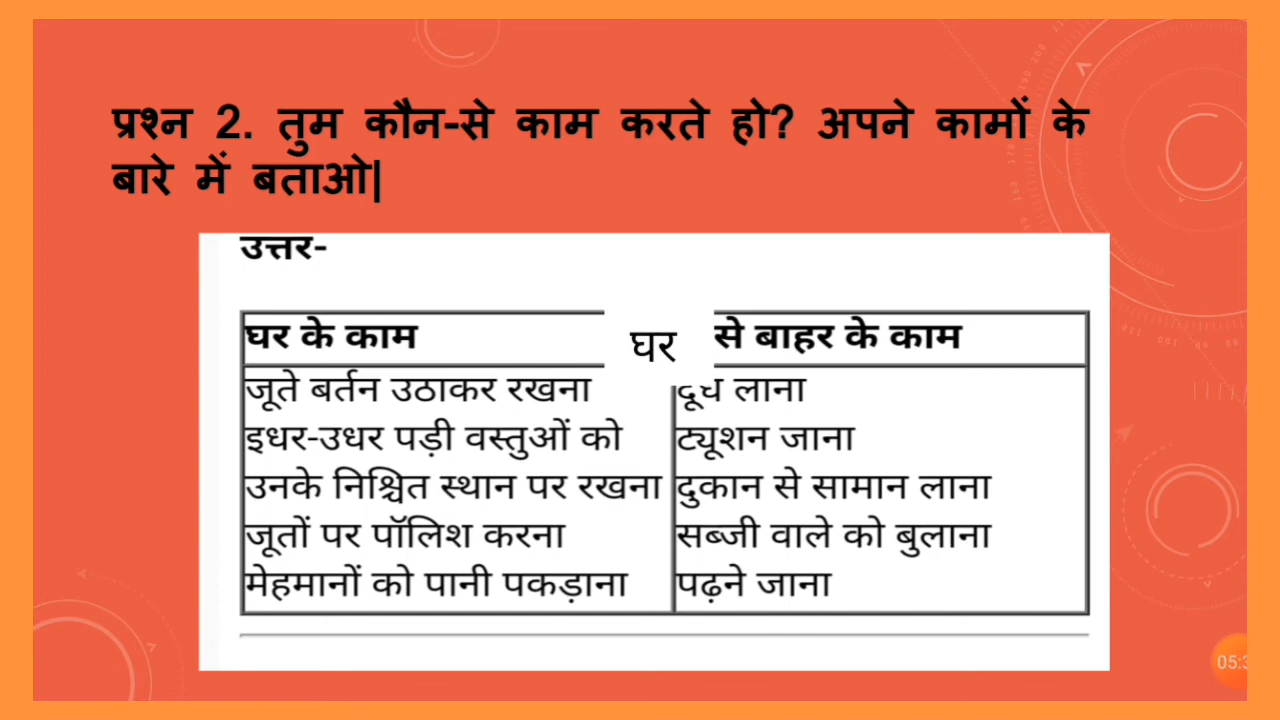 प्रश्न 2. तुम कौन-से काम करते हो? अपने कामों के
बारे में बताओ|
उत्तर-
घर के काम घर से बाहर के काम
जूते बर्तन उठाकर रखना दूध लाना
इधर-उधर पड़ी वस्तुओं को ट्यूशन जाना
उनके निश्चित स्थान पर रखना दुकान से सामान लाना
जूतों पर पॉलिश करना सब्जी वाले को बुलाना
मेहमानों को पानी पकड़ाना पढ़ने जाना